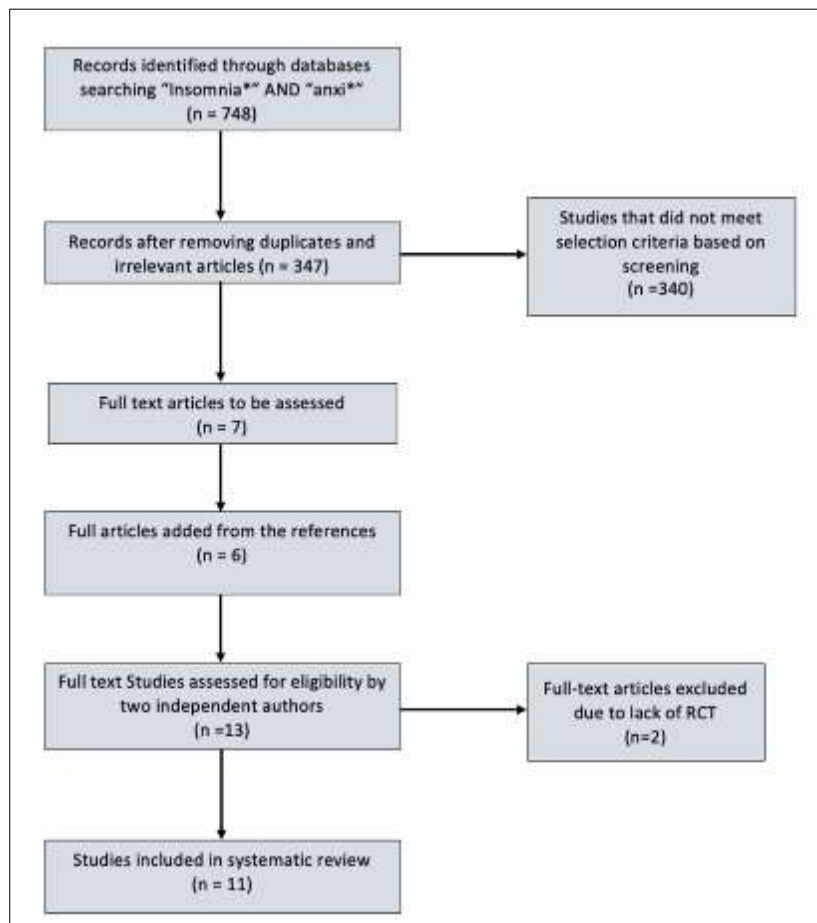 Records identified through databases
searching "Insomnia*" AND "anxi*"
(n = 748)
Records after removing duplicates and
irrelevant articles (n = 347)
Studies that did not meet
selection criteria based on
screening
(n =340)
Full text articles to be assessed
(n = 7)
Full articles added from the references
(n = 6)
Full text Studies assessed for eligibility by
two independent authors
(n =13)
Full-text articles excluded
due to lack of RCT
(n=2)
Studies included in systematic review
(n = 11)